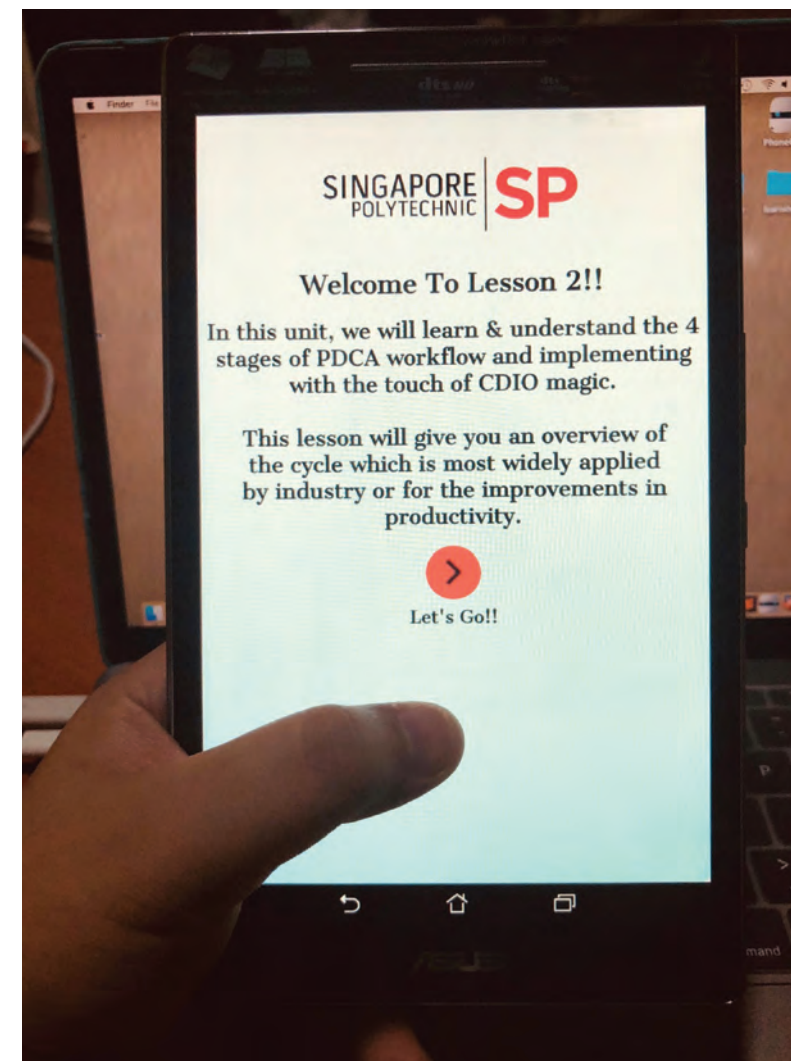 Finder File
SINGAPORE
POLYTECHNIC
SP
Welcome To Lesson 2!!
In this unit, we will learn & understand the 4
stages of PDCA workflow and implementing
with the touch of CDIO magic.
This lesson will give you an overview of
the cycle which is most widely applied
by industry or for the improvements in
productivity.
Let's Go!!
P
>
mand
ASUS